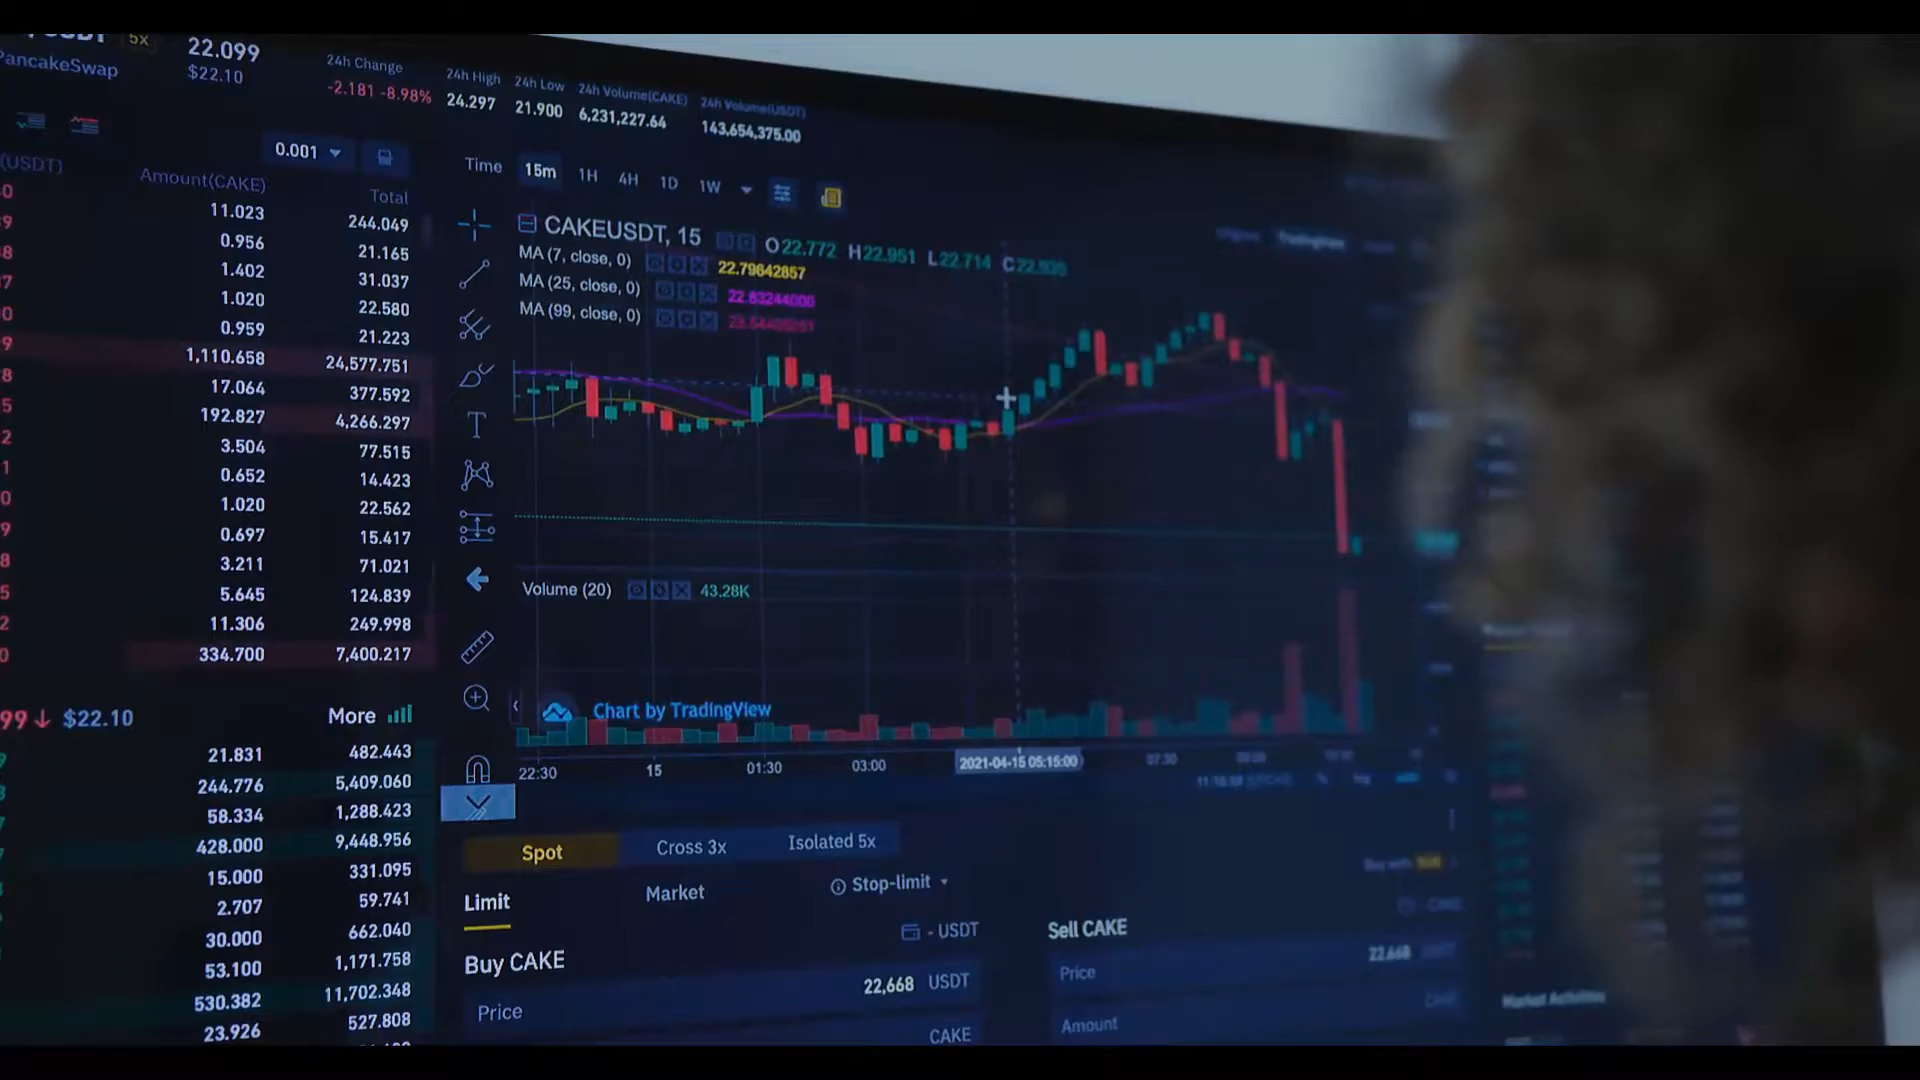 USDT 5x
PancakeSwap
22.099
$22.10
24h Change
-2.181 -8.98%
24h High
24.297
24h Low
21.900
24h Volume(CAKE)
6,231,227.64
24h Volume(USDT)
143,654,375.00
0.001
(USDT) Amount(CAKE) Total
11.023 244.049
0.956 21.165
1.402 31.037
1.020 22.580
0.959 21.223
1,110.658 24,577.751
17.064 377.592
192.827 4,266.297
3.504 77.515
0.652 14.423
1.020 22.562
0.697 15.417
3.211 71.021
5.645 124.839
11.306 249.998
334.700 7,400.217
99 ↓ $22.10 More
21.831 482.443
244.776 5,409.060
58.334 1,288.423
428.000 9,448.956
15.000 331.095
2.707 59.741
30.000 662.040
53.100 1,171.758
530.382 11,702.348
23.926 527.808
Time 15m 1H 4H 1D 1W
CAKEUSDT, 15 O22.772 H22.951 L22.714 C22.935
MA (7, close, 0) 22.79642857
MA (25, close, 0) 22.83244000
MA (99, close, 0)
Volume (20) 43.28K
Chart by TradingView
22:30 15 01:30 03:00 2021-04-15 05:15:00 07:30
Spot Cross 3x Isolated 5x
Limit Market Stop-limit
- USDT
Buy CAKE
Price 22,668 USDT
CAKE
Sell CAKE
Price 22,668
Amount
Market Activities